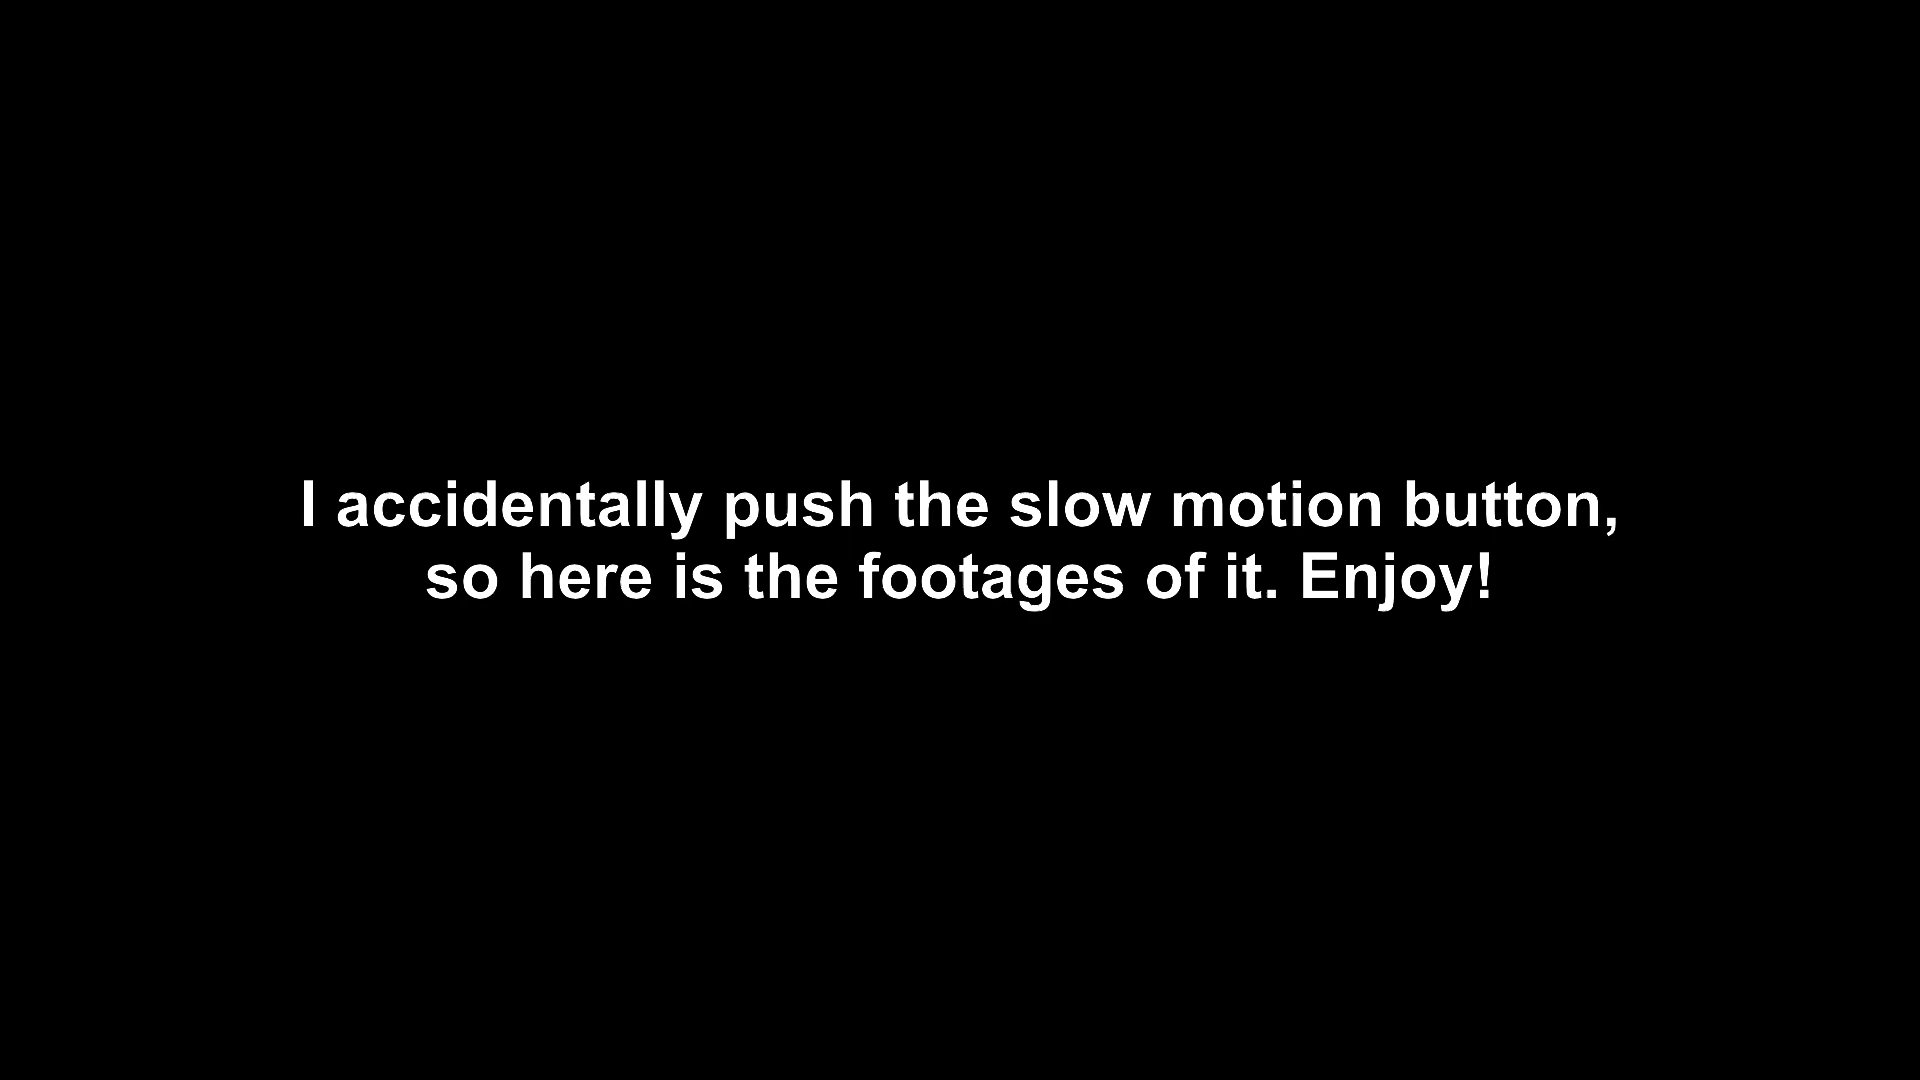 I accidentally push the slow motion button,
so here is the footages of it. Enjoy!